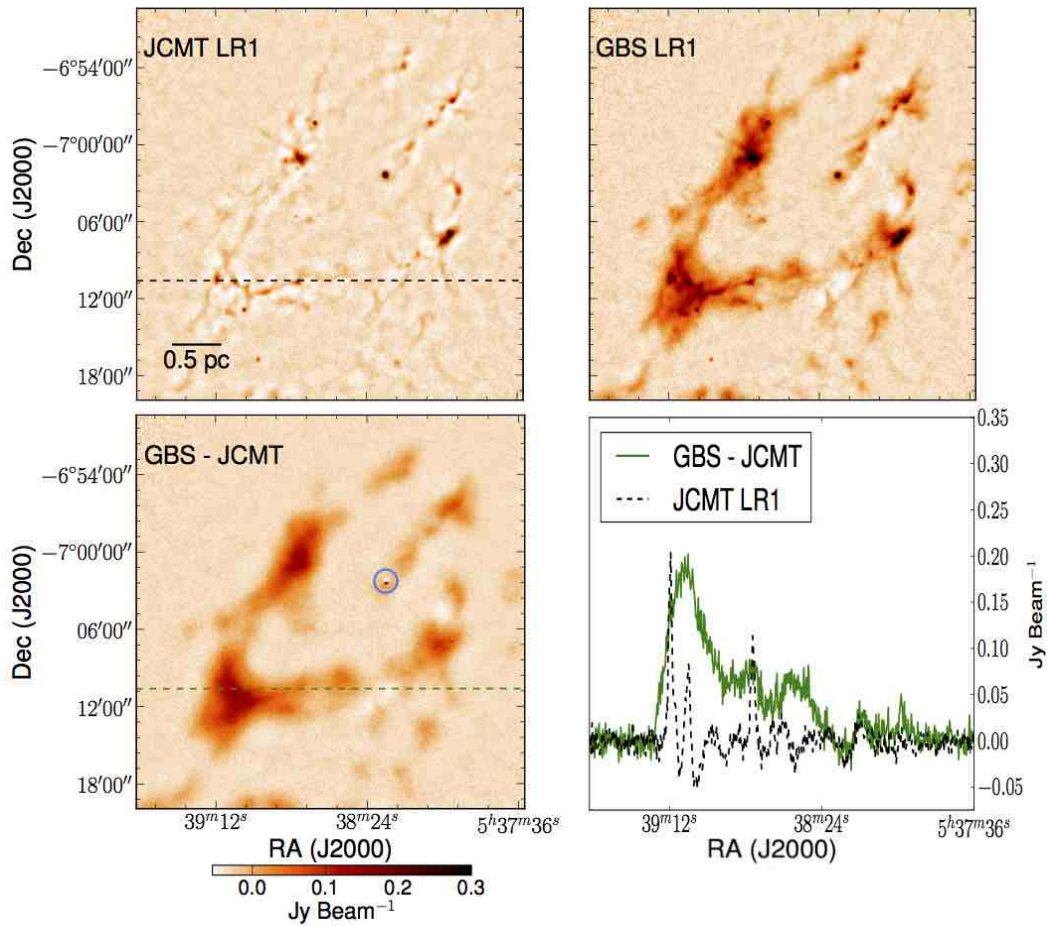 JCMT LR1
GBS LR1
Dec (J2000)
−6°54′00″
−7°00′00″
06′00″
12′00″
18′00″
0.5 pc
GBS - JCMT
Dec (J2000)
−6°54′00″
−7°00′00″
06′00″
12′00″
18′00″
39ᵐ12ˢ
38ᵐ24ˢ
5ʰ37ᵐ36ˢ
RA (J2000)
0.0
0.1
0.2
0.3
Jy Beam⁻¹
GBS - JCMT
JCMT LR1
0.35
0.30
0.25
0.20
0.15
0.10
0.05
0.00
−0.05
Jy Beam⁻¹
39ᵐ12ˢ
38ᵐ24ˢ
5ʰ37ᵐ36ˢ
RA (J2000)